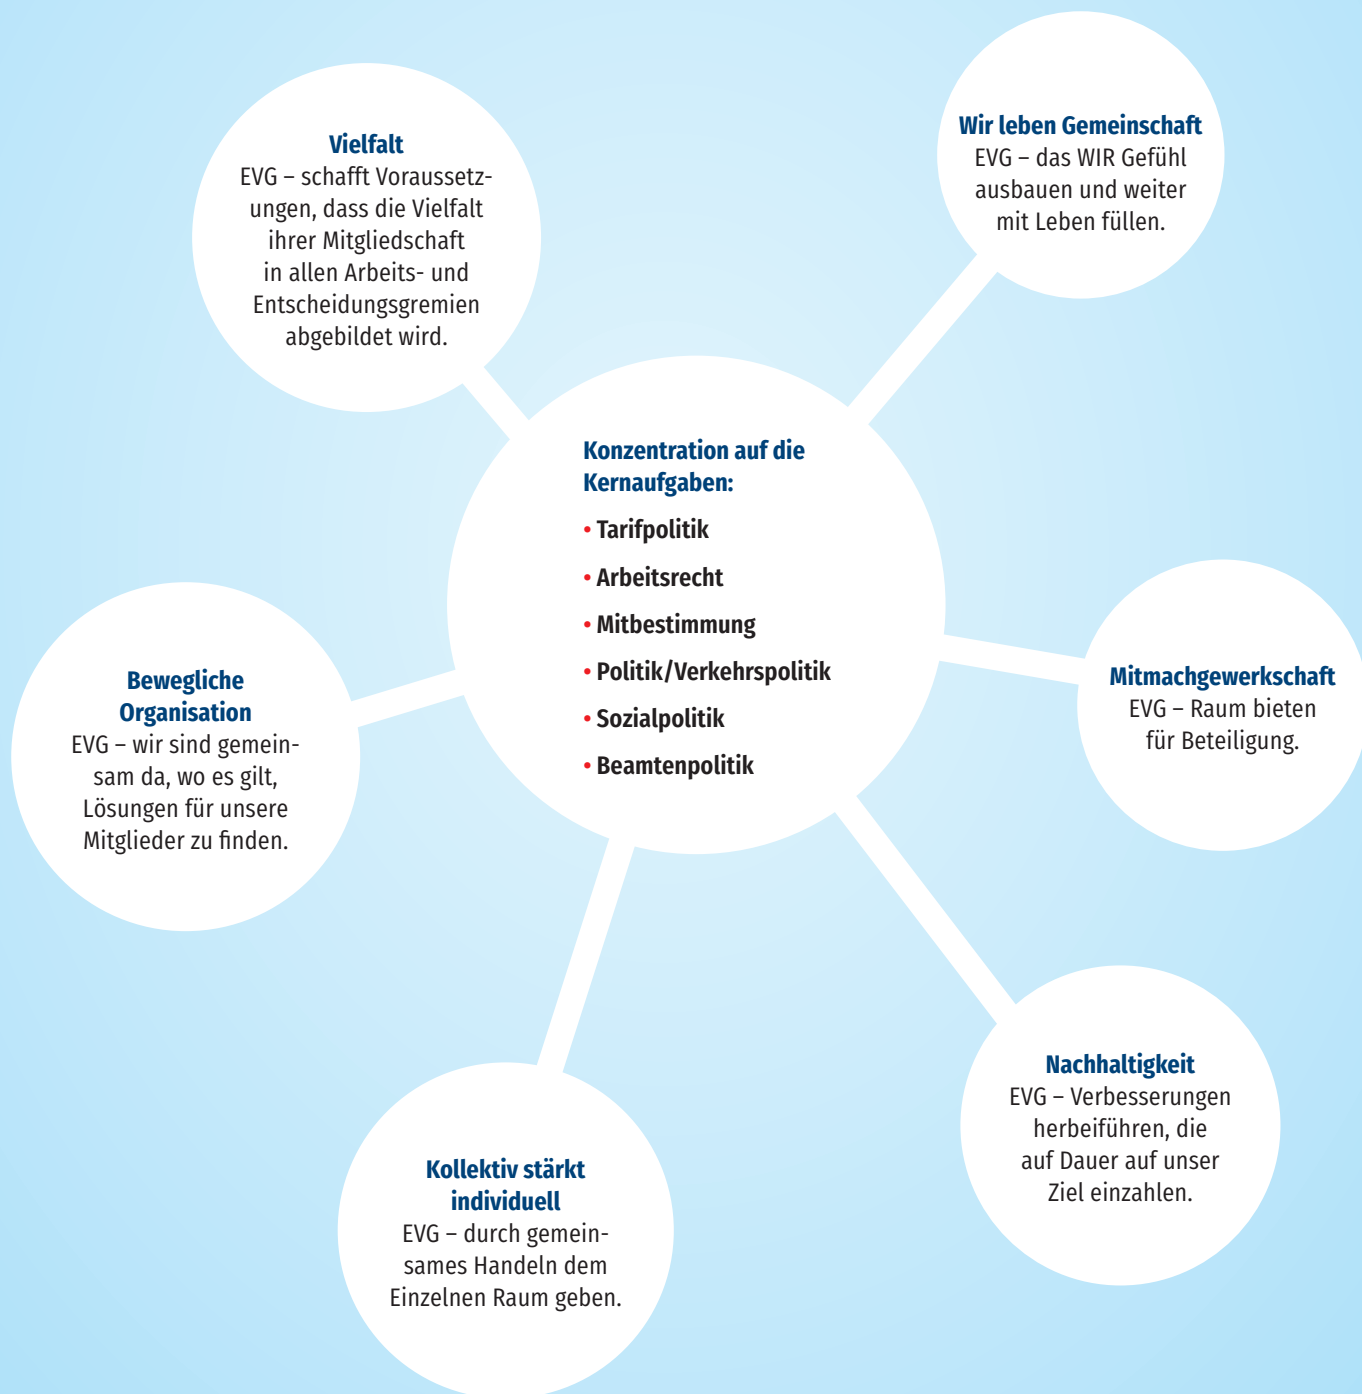 Vielfalt
EVG – schafft Voraussetz-
ungen, dass die Vielfalt
ihrer Mitgliedschaft
in allen Arbeits- und
Entscheidungsgremien
abgebildet wird.
Wir leben Gemeinschaft
EVG – das WIR Gefühl
ausbauen und weiter
mit Leben füllen.
Konzentration auf die
Kernaufgaben:
• Tarifpolitik
• Arbeitsrecht
• Mitbestimmung
• Politik/Verkehrspolitik
• Sozialpolitik
• Beamtenpolitik
Bewegliche
Organisation
EVG – wir sind gemein-
sam da, wo es gilt,
Lösungen für unsere
Mitglieder zu finden.
Mitmachgewerkschaft
EVG – Raum bieten
für Beteiligung.
Nachhaltigkeit
EVG – Verbesserungen
herbeiführen, die
auf Dauer auf unser
Ziel einzahlen.
Kollektiv stärkt
individuell
EVG – durch gemein-
sames Handeln dem
Einzelnen Raum geben.